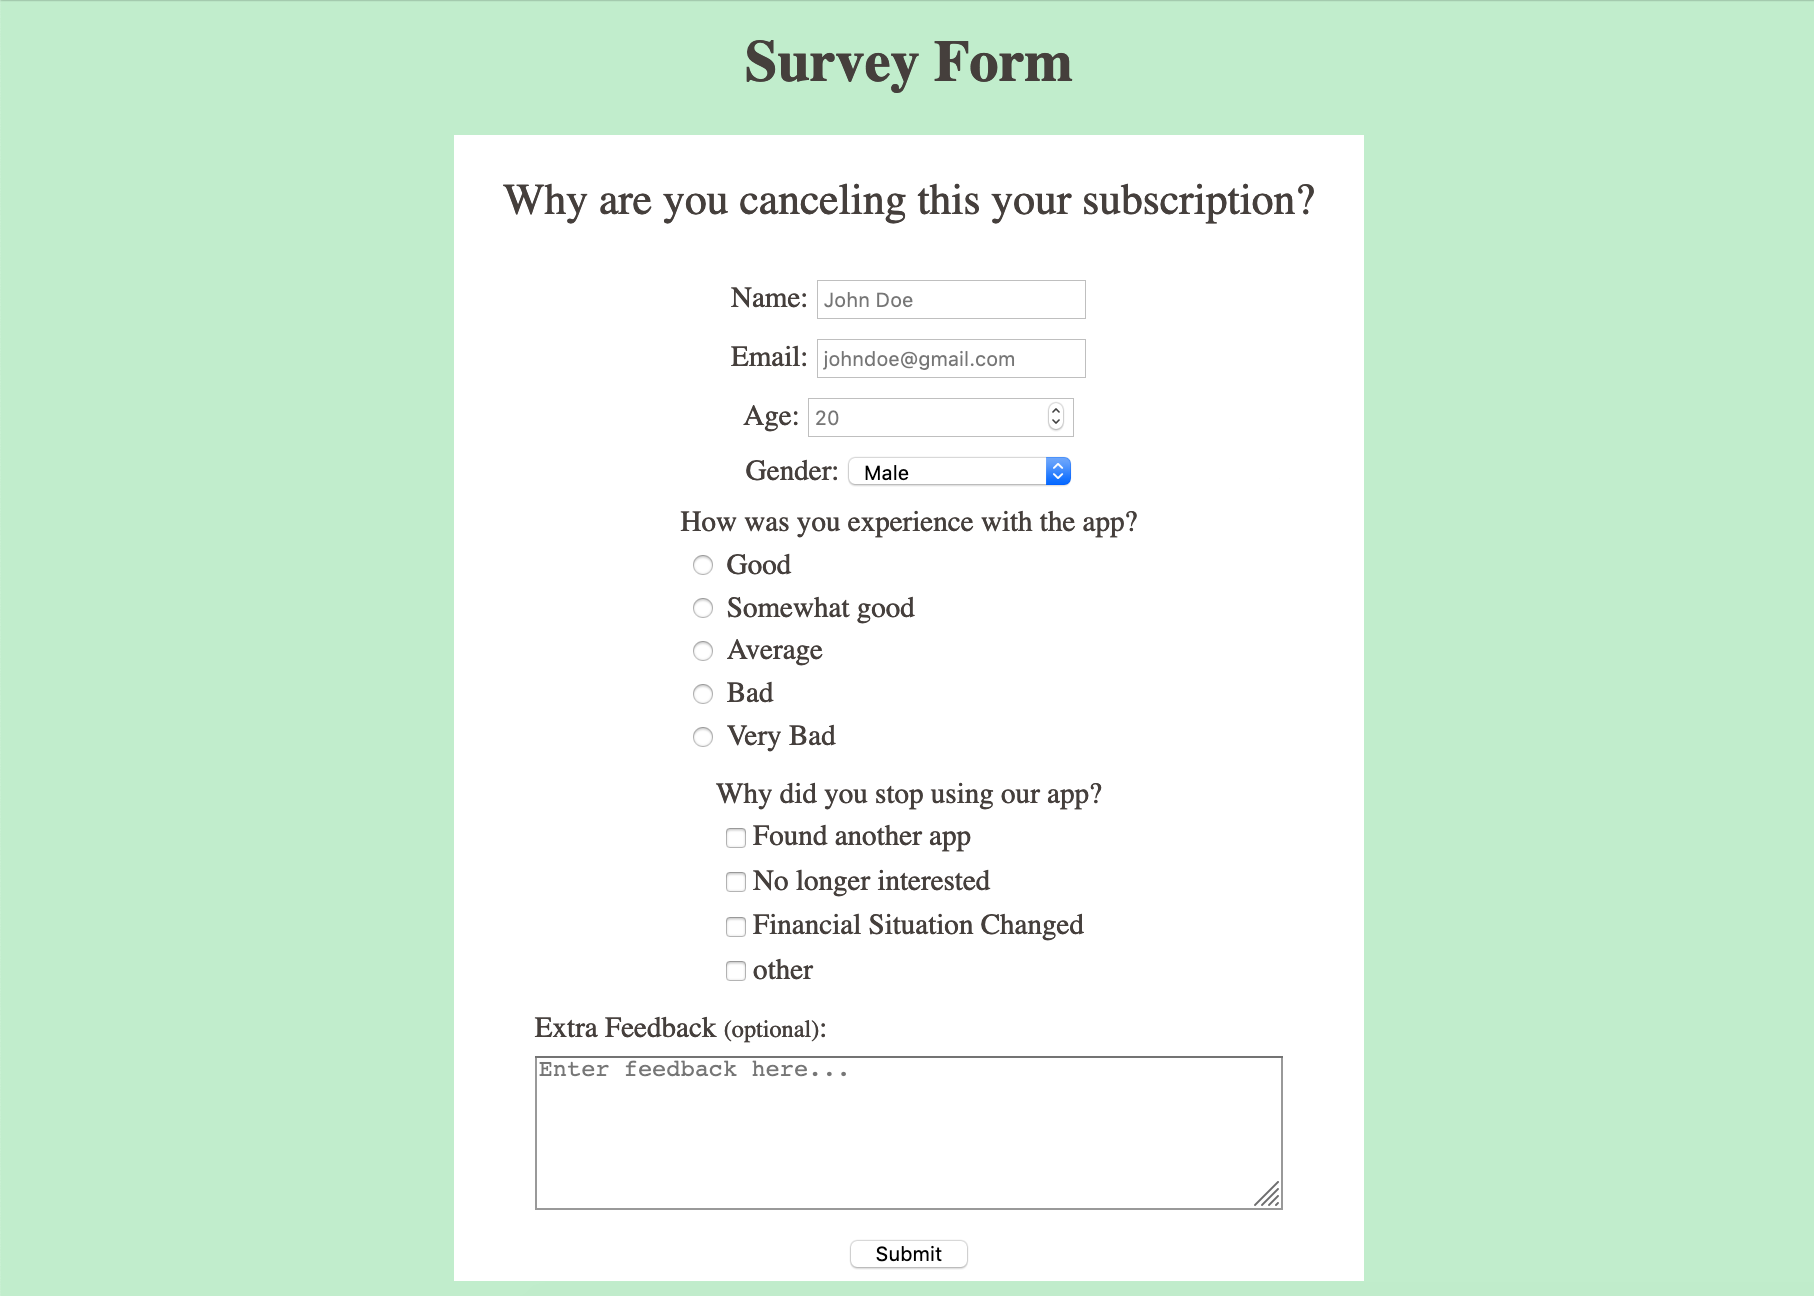 Survey Form
Why are you canceling this your subscription?
Name: John Doe
Email: johndoe@gmail.com
Age: 20
Gender: Male
How was you experience with the app?
Good
Somewhat good
Average
Bad
Very Bad
Why did you stop using our app?
Found another app
No longer interested
Financial Situation Changed
other
Extra Feedback (optional):
Enter feedback here...
Submit